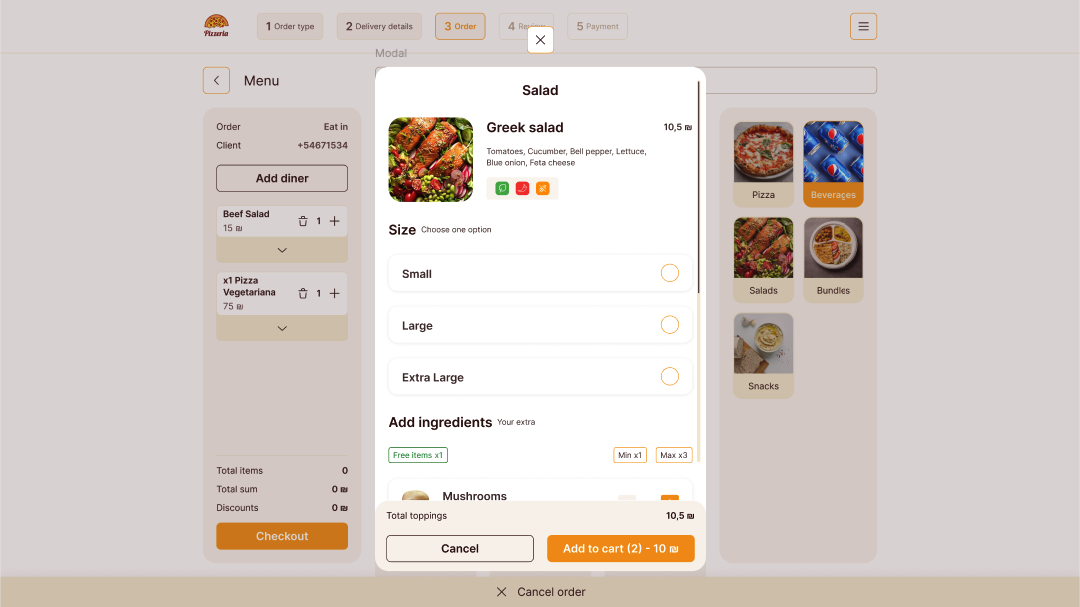 Pizzeria
1 Order type
2 Delivery details
3 Order
4 Review
5 Payment
Modal
Menu
Order Eat in
Client +54671534
Add diner
Beef Salad
15 ₪
1
x1 Pizza
Vegetariana
75 ₪
1
Total items 0
Total sum 0 ₪
Discounts 0 ₪
Checkout
Salad
Greek salad 10,5 ₪
Tomatoes, Cucumber, Bell pepper, Lettuce,
Blue onion, Feta cheese
Size Choose one option
Small
Large
Extra Large
Add ingredients Your extra
Free items x1 Min x1 Max x3
Mushrooms
Total toppings 10,5 ₪
Cancel
Add to cart (2) - 10 ₪
Pizza
Beverages
Salads
Bundles
Snacks
Cancel order